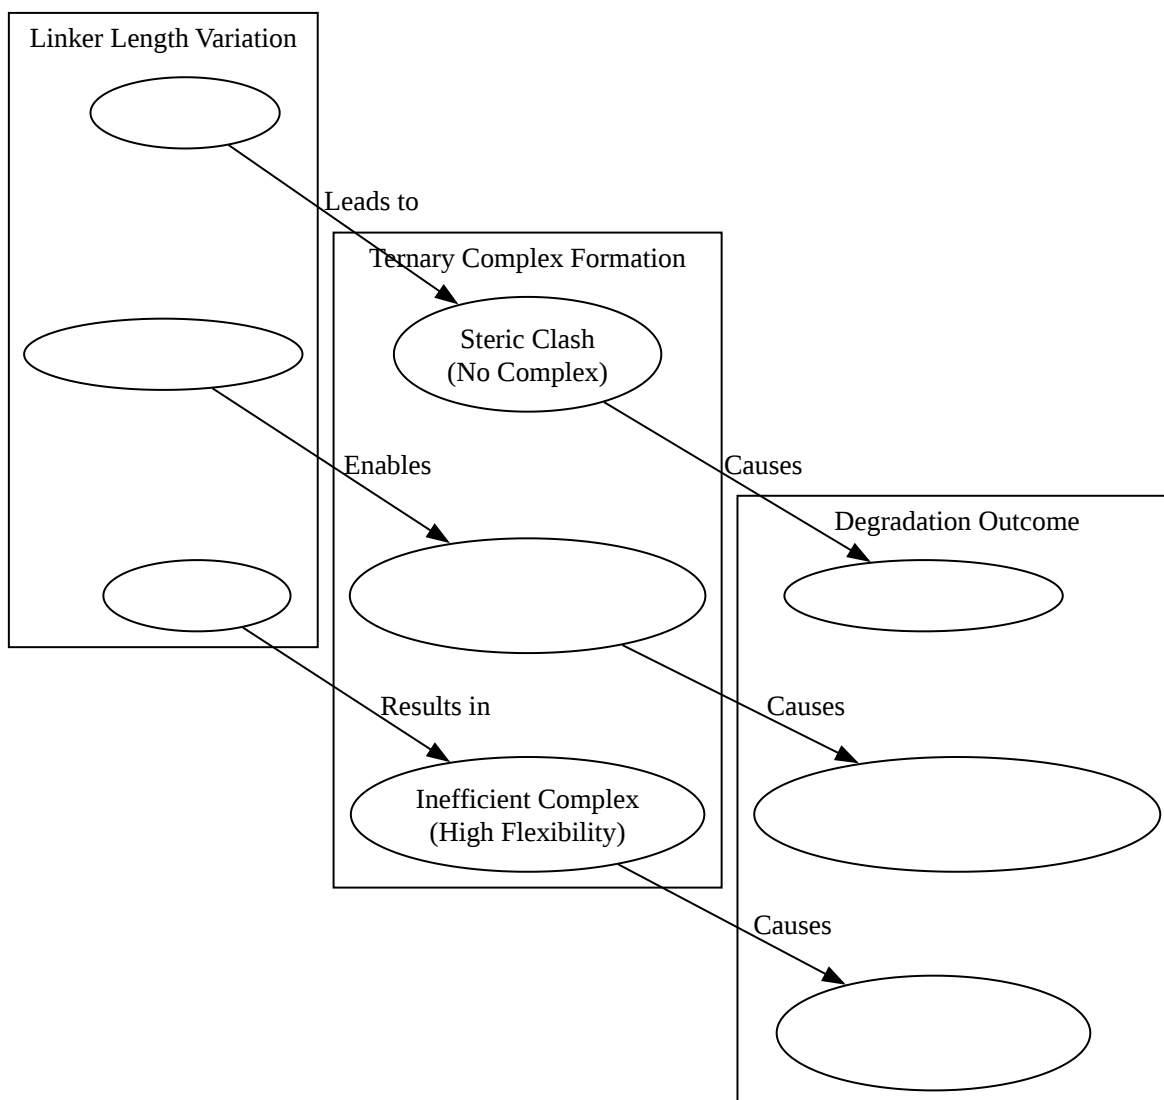 Linker Length Variation
Leads to
Ternary Complex Formation
Steric Clash
(No Complex)
Enables
Causes
Degradation Outcome
Results in
Causes
Inefficient Complex
(High Flexibility)
Causes